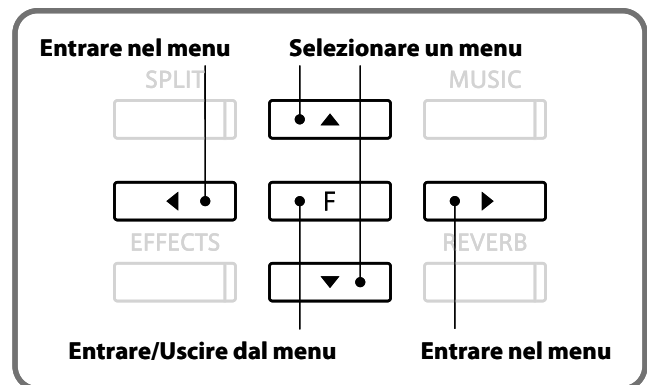 Entrare nel menu Selezionare un menu
SPLIT MUSIC
▲
◀ F ▶
EFFECTS REVERB
▼
Entrare/Uscire dal menu Entrare nel menu